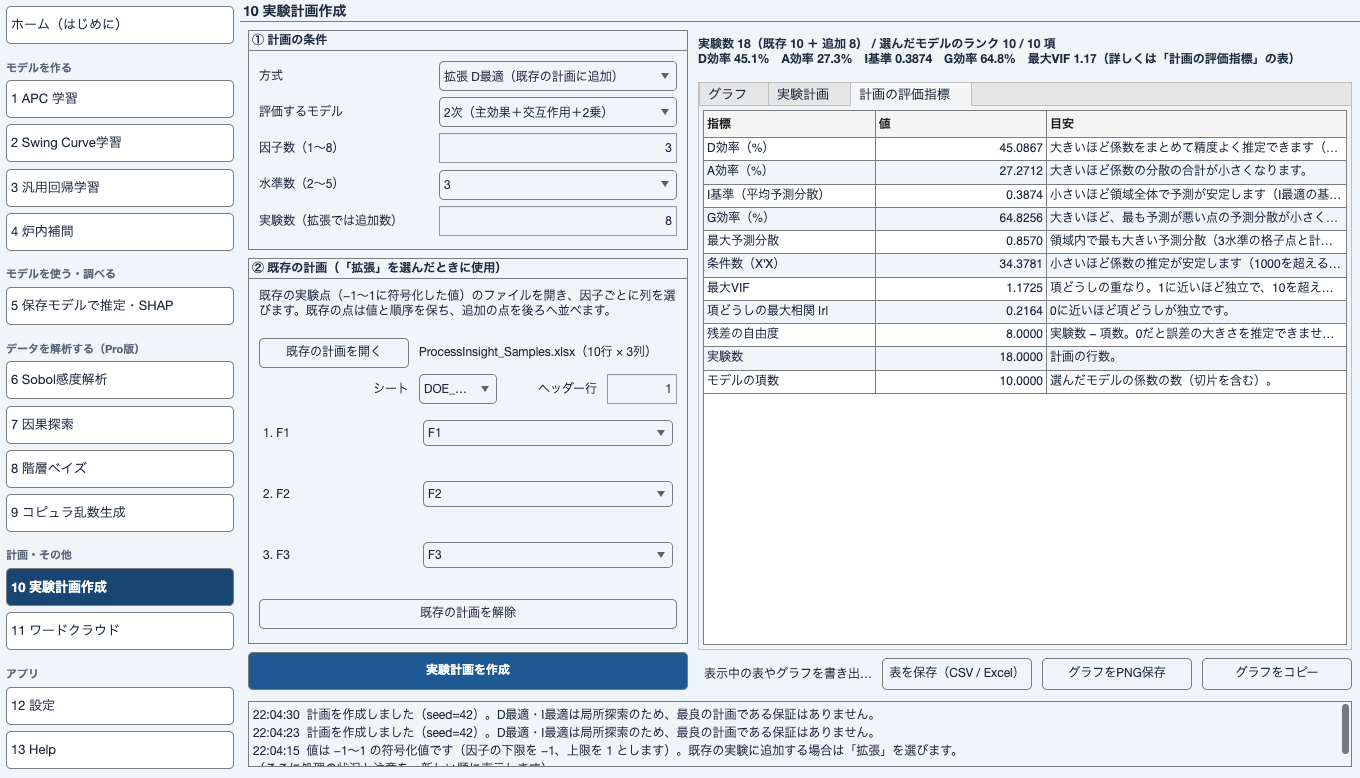 ホーム（はじめに）
モデルを作る
1 APC 学習
2 Swing Curve学習
3 汎用回帰学習
4 炉内補間
モデルを使う・調べる
5 保存モデルで推定・SHAP
データを解析する（Pro版）
6 Sobol感度解析
7 因果探索
8 階層ベイズ
9 コピュラ乱数生成
計画・その他
10 実験計画作成
11 ワードクラウド
アプリ
12 設定
13 Help
10 実験計画作成
① 計画の条件
方式 拡張 D最適（既存の計画に追加）
評価するモデル 2次（主効果＋交互作用＋2乗）
因子数（1〜8） 3
水準数（2〜5） 3
実験数（拡張では追加数） 8
② 既存の計画（「拡張」を選んだときに使用）
既存の実験点（−1〜1に符号化した値）のファイルを開き、因子ごとに列を選
びます。既存の点は値と順序を保ち、追加の点を後ろへ並べます。
既存の計画を開く ProcessInsight_Samples.xlsx（10行 × 3列）
シート DOE_... ヘッダー行 1
1. F1 F1
2. F2 F2
3. F3 F3
既存の計画を解除
実験計画を作成
実験数 18（既存 10 ＋ 追加 8） / 選んだモデルのランク 10 / 10 項
D効率 45.1% A効率 27.3% I基準 0.3874 G効率 64.8% 最大VIF 1.17（詳しくは「計画の評価指標」の表）
グラフ 実験計画 計画の評価指標
指標 値 目安
D効率（%） 45.0867 大きいほど係数をまとめて精度よく推定できます（...
A効率（%） 27.2712 大きいほど係数の分散の合計が小さくなります。
I基準（平均予測分散） 0.3874 小さいほど領域全体で予測が安定します（I最適の基...
G効率（%） 64.8256 大きいほど、最も予測が悪い点の予測分散が小さく...
最大予測分散 0.8570 領域内で最も大きい予測分散（3水準の格子点と計...
条件数（X'X） 34.3781 小さいほど係数の推定が安定します（1000を超える...
最大VIF 1.1725 項どうしの重なり。1に近いほど独立で、10を超え...
項どうしの最大相関 |r| 0.2164 0に近いほど項どうしが独立です。
残差の自由度 8.0000 実験数 − 項数。0だと誤差の大きさを推定できませ...
実験数 18.0000 計画の行数。
モデルの項数 10.0000 選んだモデルの係数の数（切片を含む）。
表示中の表やグラフを書き出... 表を保存（CSV / Excel） グラフをPNG保存 グラフをコピー
22:04:30 計画を作成しました（seed=42）。D最適・I最適は局所探索のため、最良の計画である保証はありません。
22:04:23 計画を作成しました（seed=42）。D最適・I最適は局所探索のため、最良の計画である保証はありません。
22:04:15 値は −1〜1 の符号化値です（因子の下限を −1、上限を 1 とします）。既存の実験に追加する場合は「拡張」を選びます。